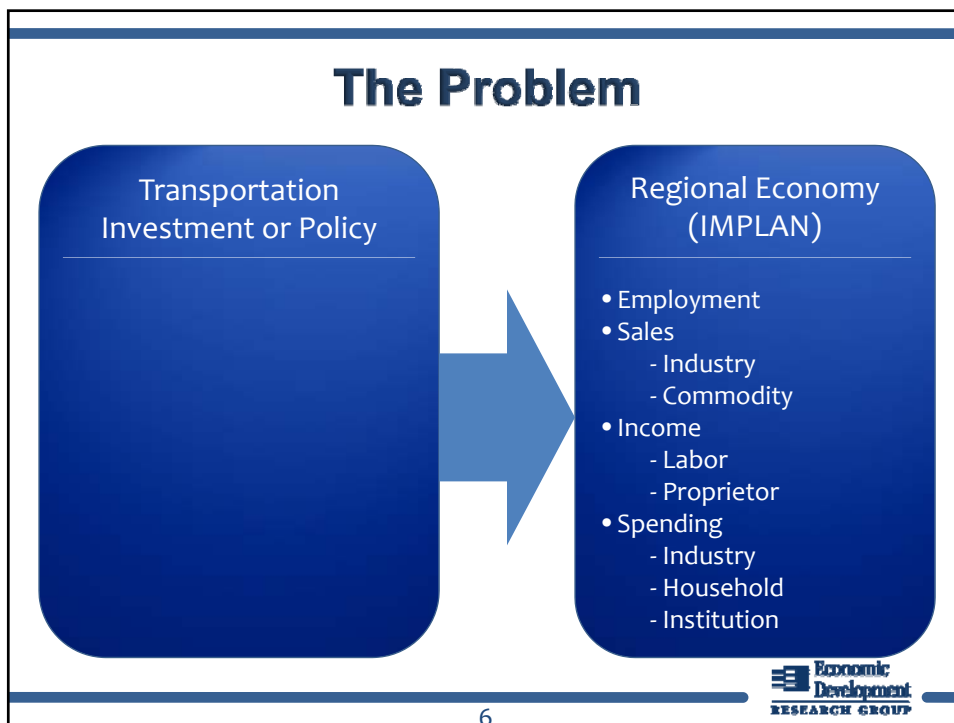 The Problem
Transportation
Investment or Policy
Regional Economy
(IMPLAN)
• Employment
• Sales
- Industry
- Commodity
• Income
- Labor
- Proprietor
• Spending
- Industry
- Household
- Institution
Economic
Development
RESEARCH GROUP
6